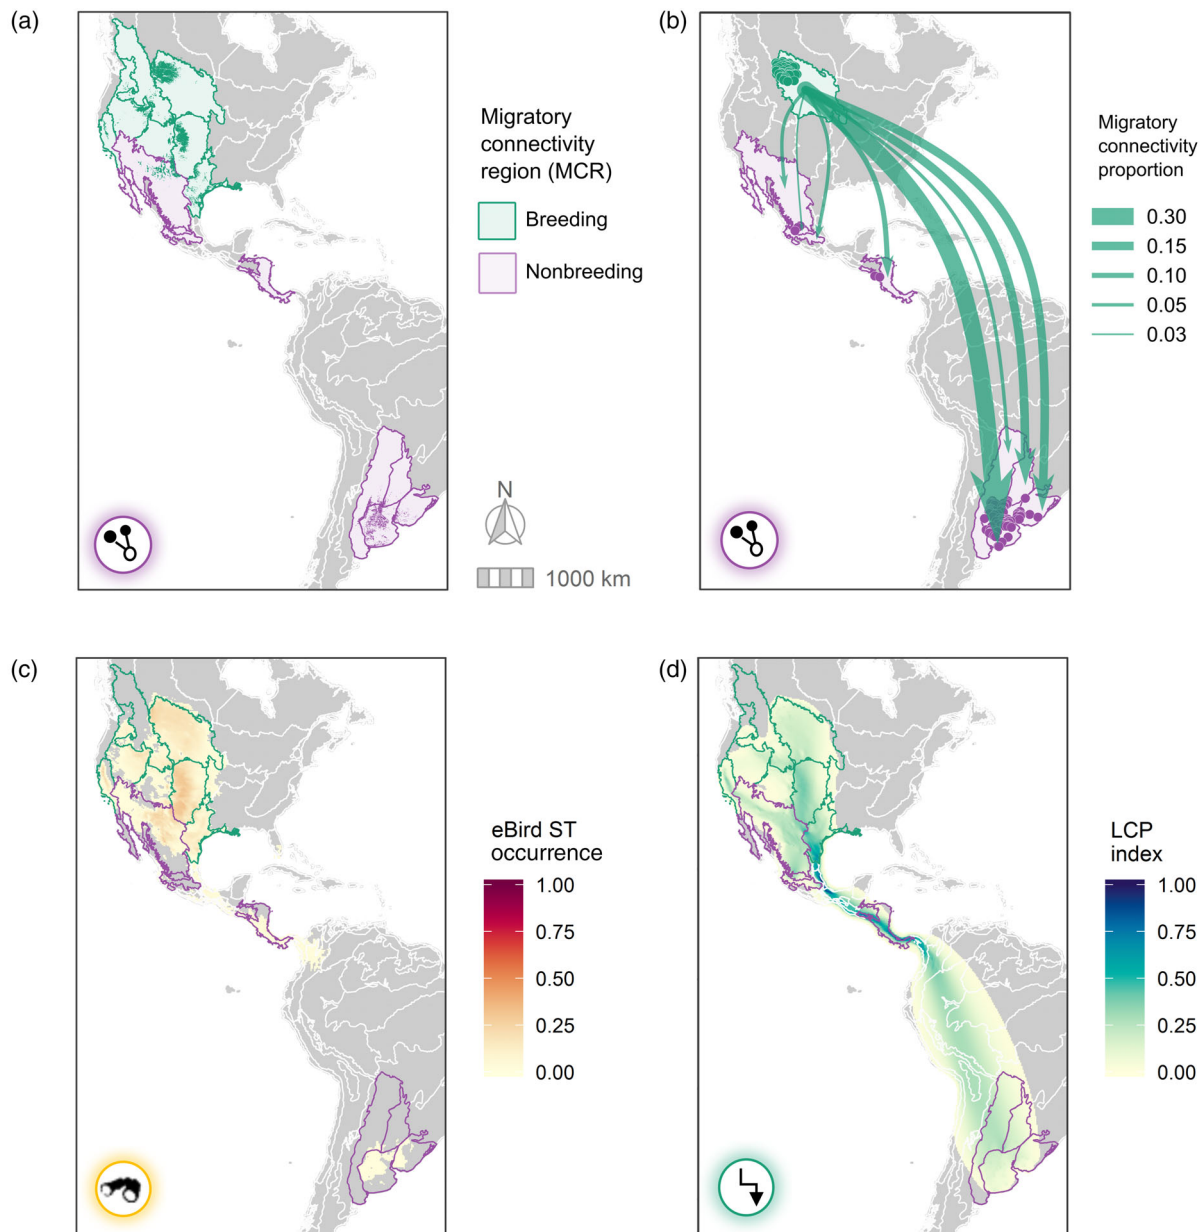 (a)
Migratory
connectivity
region (MCR)
Breeding
Nonbreeding
N
1000 km
(b)
Migratory
connectivity
proportion
0.30
0.15
0.10
0.05
0.03
(c)
eBird ST
occurrence
1.00
0.75
0.50
0.25
0.00
(d)
LCP
index
1.00
0.75
0.50
0.25
0.00